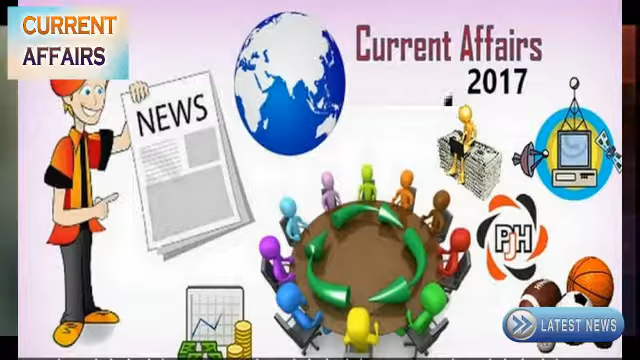 CURRENT
AFFAIRS
Current Affairs
2017
NEWS
PJH
LATEST NEWS